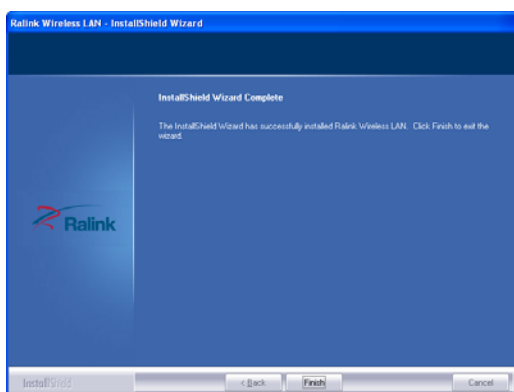 Ralink Wireless LAN - InstallShield Wizard
InstallShield Wizard Complete
The InstallShield Wizard has successfully installed Ralink Wireless LAN. Click Finish to exit the
wizard.
Ralink
InstallShield
< Back
Finish
Cancel